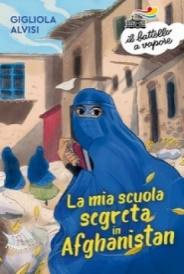 GIGLIOLA
ALVISI
il battello
a vapore
La mia scuola
segreta
in
Afghanistan